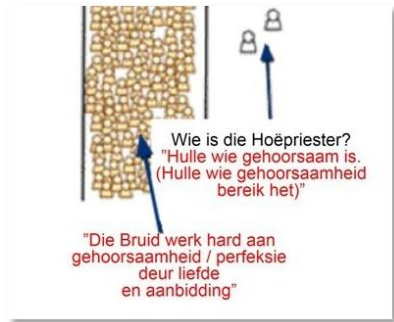 Wie is die Hoëpriester?
"Hulle wie gehoorsaam is.
(Hulle wie gehoorsaamheid
bereik het)"
"Die Bruid werk hard aan
gehoorsaamheid / perfeksie
deur liefde
en aanbidding"